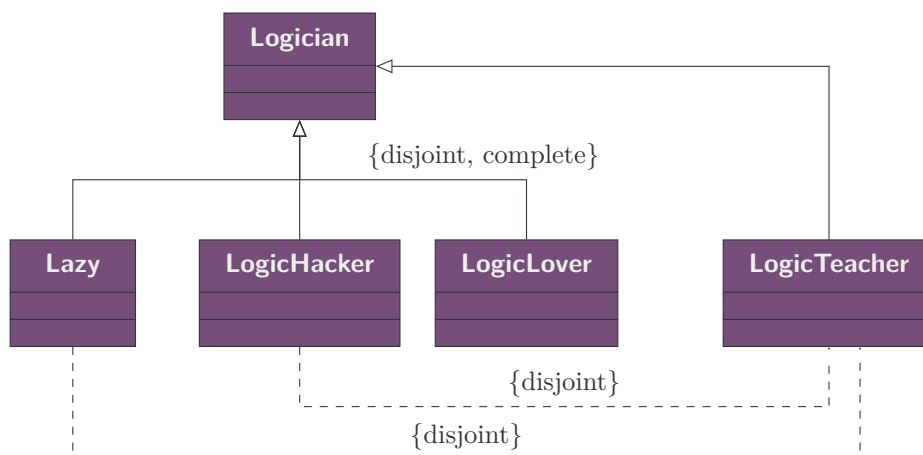 Logician
{disjoint, complete}
Lazy
LogicHacker
LogicLover
LogicTeacher
{disjoint}
{disjoint}